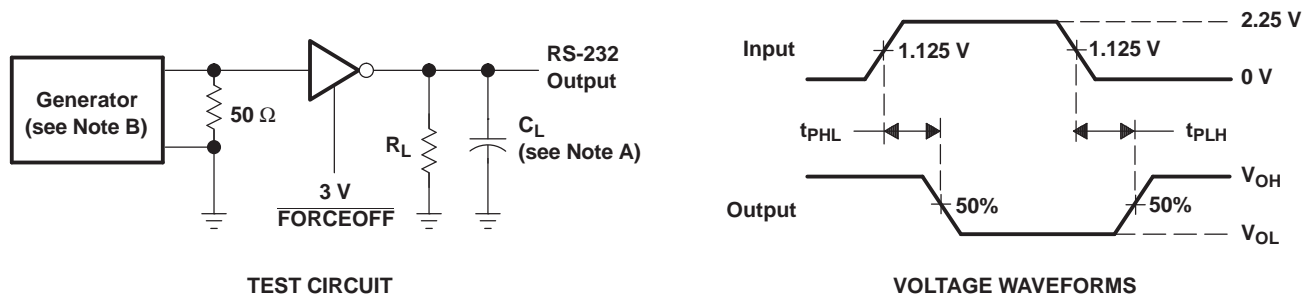 Generator
(see Note B)
50 Ω
3 V
FORCEOFF
R_L
C_L
(see Note A)
RS-232
Output
TEST CIRCUIT
Input
1.125 V
1.125 V
2.25 V
0 V
t_PHL
t_PLH
Output
50%
50%
V_OH
V_OL
VOLTAGE WAVEFORMS